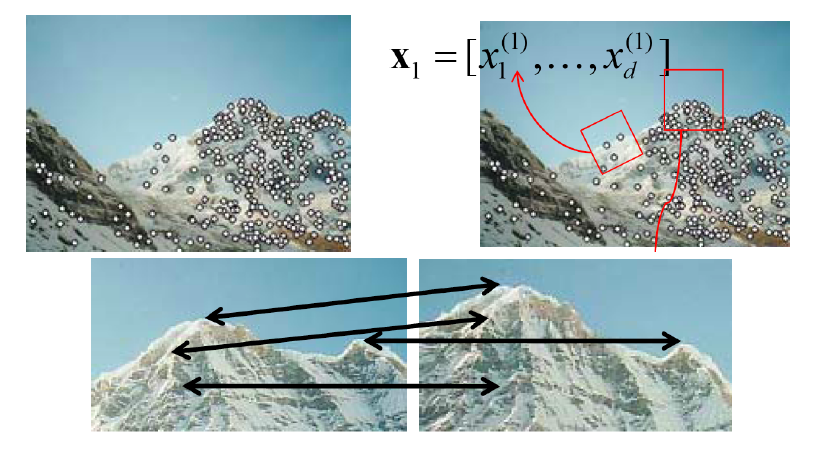 𝐱₁ = [x₁⁽¹⁾,…,x_d⁽¹⁾]